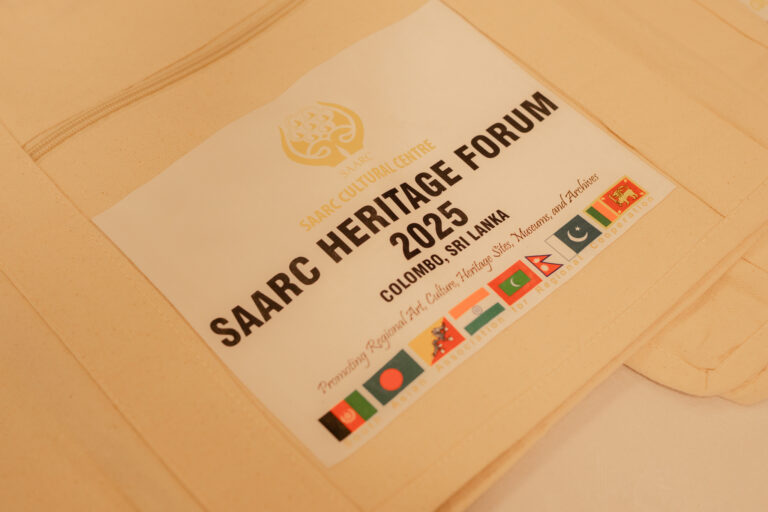 SAARC
SAARC CULTURAL CENTRE
SAARC HERITAGE FORUM
2025
COLOMBO, SRI LANKA
Promoting Regional Art, Culture, Heritage Sites, Museums, and Archives
South Asian Association for Regional Cooperation